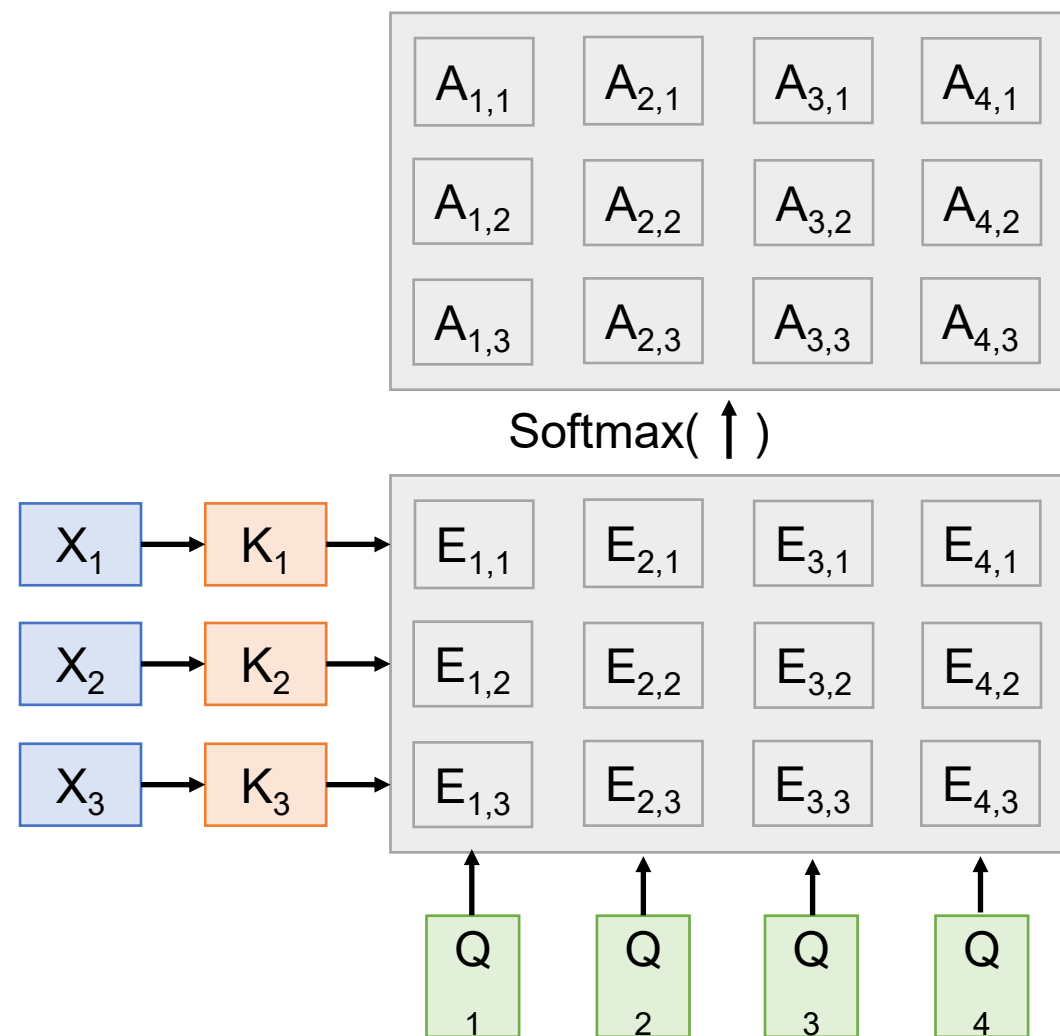 A1,1 A2,1 A3,1 A4,1
A1,2 A2,2 A3,2 A4,2
A1,3 A2,3 A3,3 A4,3
Softmax( ↑ )
X1 K1 E1,1 E2,1 E3,1 E4,1
X2 K2 E1,2 E2,2 E3,2 E4,2
X3 K3 E1,3 E2,3 E3,3 E4,3
Q Q Q Q
1 2 3 4